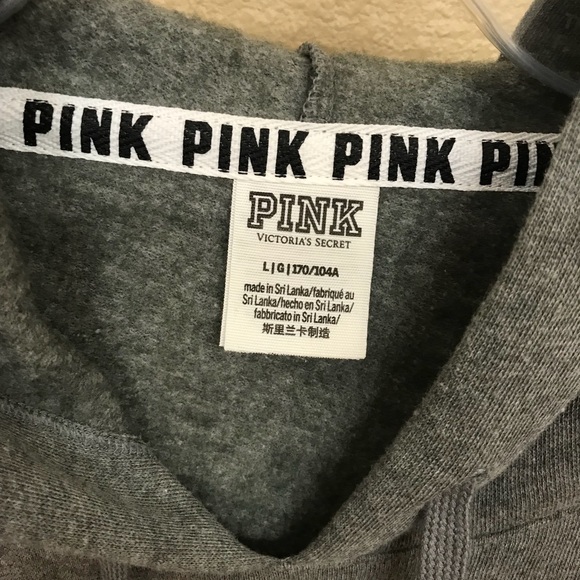 PINK PINK PINK PIN
PINK
VICTORIA'S SECRET
L|G|170/104A
made in Sri Lanka/fabriqué au
Sri Lanka/hecho en Sri Lanka/
fabbricato in Sri Lanka/
斯里兰卡制造